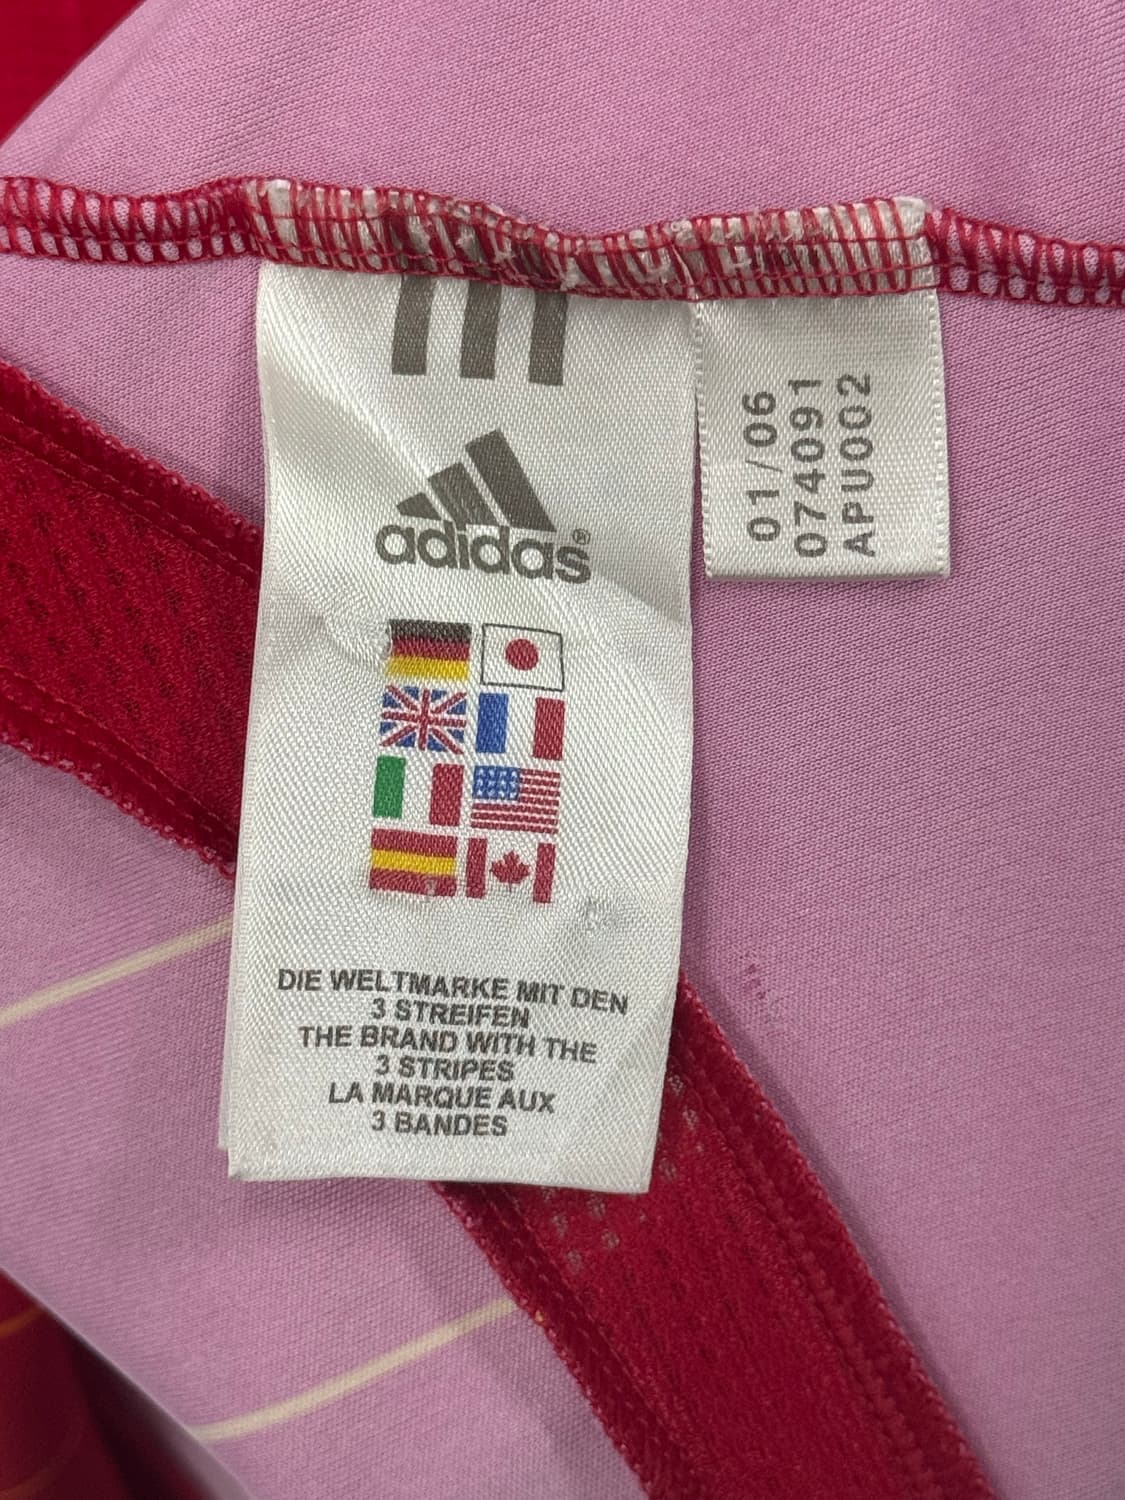 adidas®
DIE WELTMARKE MIT DEN
3 STREIFEN
THE BRAND WITH THE
3 STRIPES
LA MARQUE AUX
3 BANDES
01/06
074091
APU002